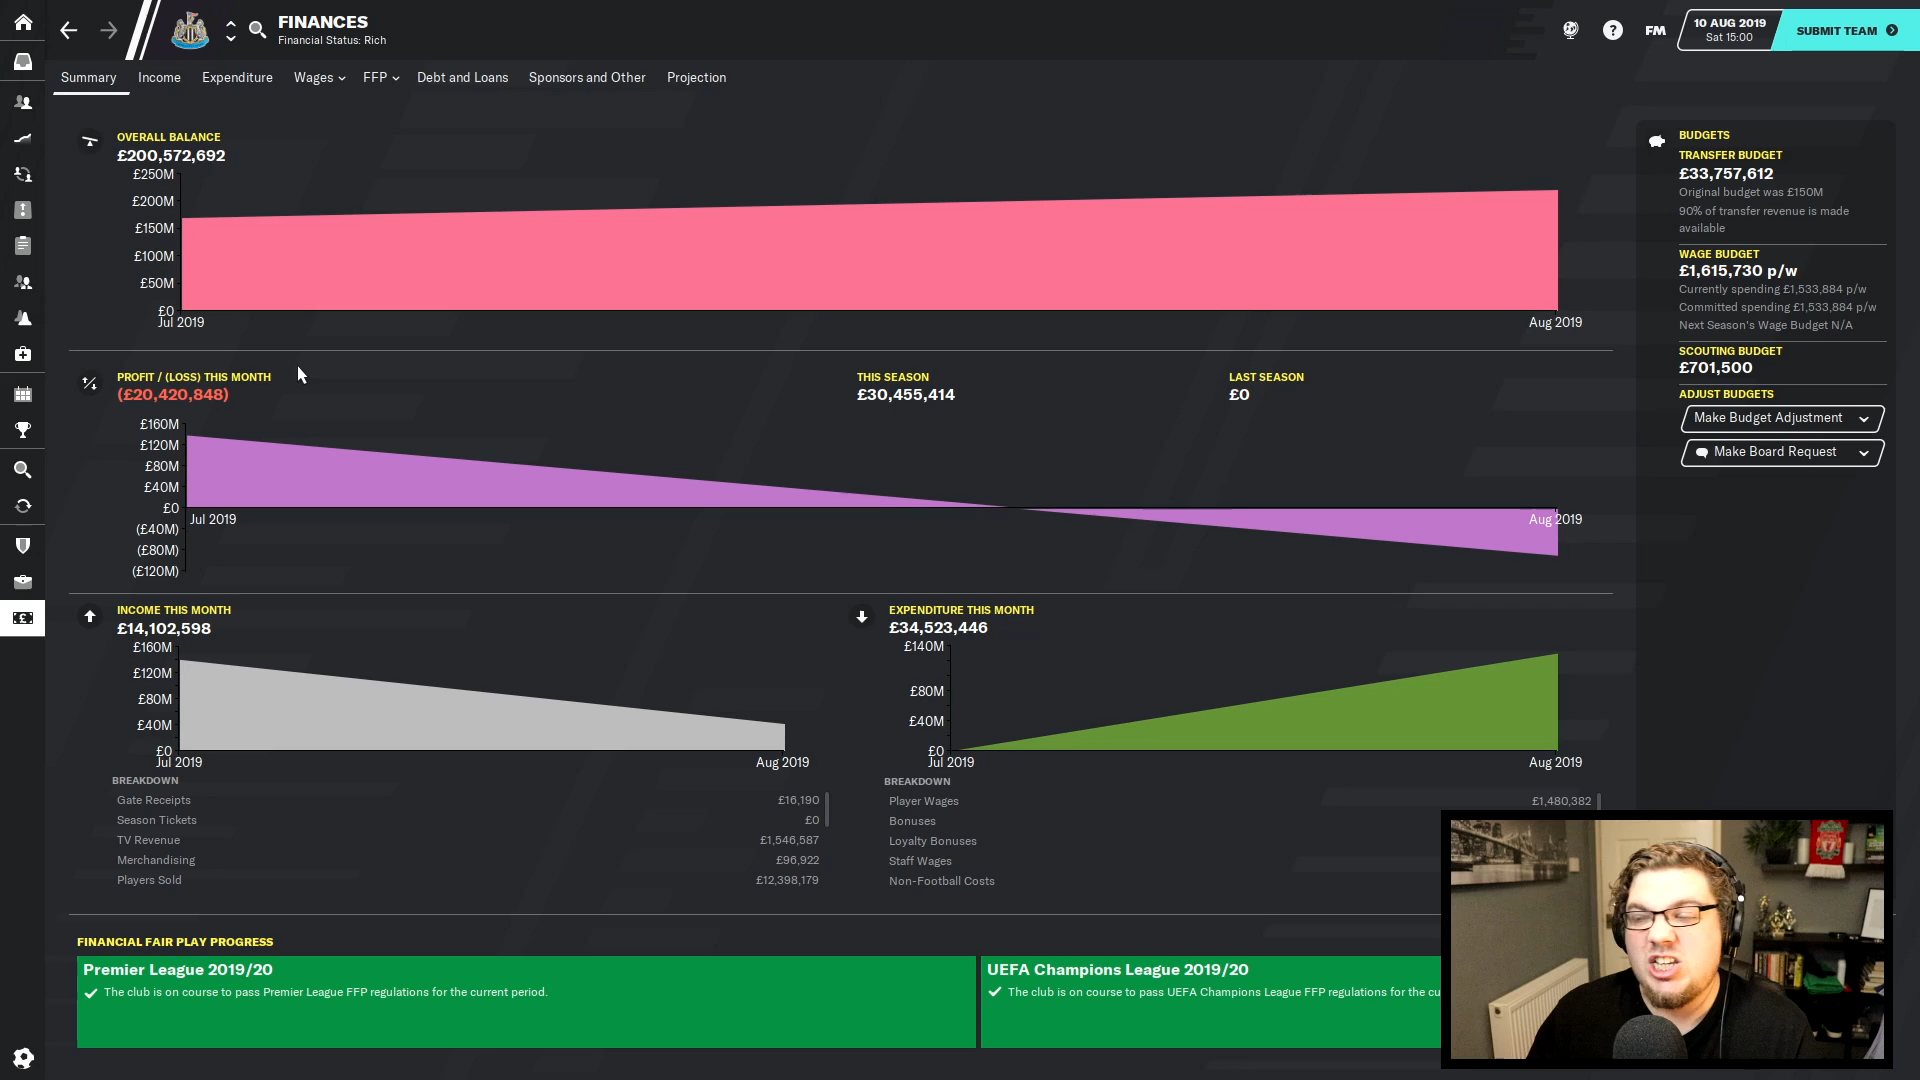 FINANCES
Financial Status: Rich
FM
10 AUG 2019
Sat 15:00
SUBMIT TEAM
Summary
Income
Expenditure
Wages
FFP
Debt and Loans
Sponsors and Other
Projection
OVERALL BALANCE
£200,572,692
£250M
£200M
£150M
£100M
£50M
£0
Jul 2019
Aug 2019
PROFIT / (LOSS) THIS MONTH
(£20,420,848)
THIS SEASON
£30,455,414
LAST SEASON
£0
£160M
£120M
£80M
£40M
£0
(£40M)
(£80M)
(£120M)
Jul 2019
Aug 2019
INCOME THIS MONTH
£14,102,598
£160M
£120M
£80M
£40M
£0
Jul 2019
Aug 2019
BREAKDOWN
Gate Receipts £16,190
Season Tickets £0
TV Revenue £1,546,587
Merchandising £96,922
Players Sold £12,398,179
EXPENDITURE THIS MONTH
£34,523,446
£140M
£80M
£40M
£0
Jul 2019
Aug 2019
BREAKDOWN
Player Wages £1,480,382
Bonuses
Loyalty Bonuses
Staff Wages
Non-Football Costs
FINANCIAL FAIR PLAY PROGRESS
Premier League 2019/20
The club is on course to pass Premier League FFP regulations for the current period.
UEFA Champions League 2019/20
The club is on course to pass UEFA Champions League FFP regulations for the cu
BUDGETS
TRANSFER BUDGET
£33,757,612
Original budget was £150M
90% of transfer revenue is made
available
WAGE BUDGET
£1,615,730 p/w
Currently spending £1,533,884 p/w
Committed spending £1,533,884 p/w
Next Season's Wage Budget N/A
SCOUTING BUDGET
£701,500
ADJUST BUDGETS
Make Budget Adjustment
Make Board Request